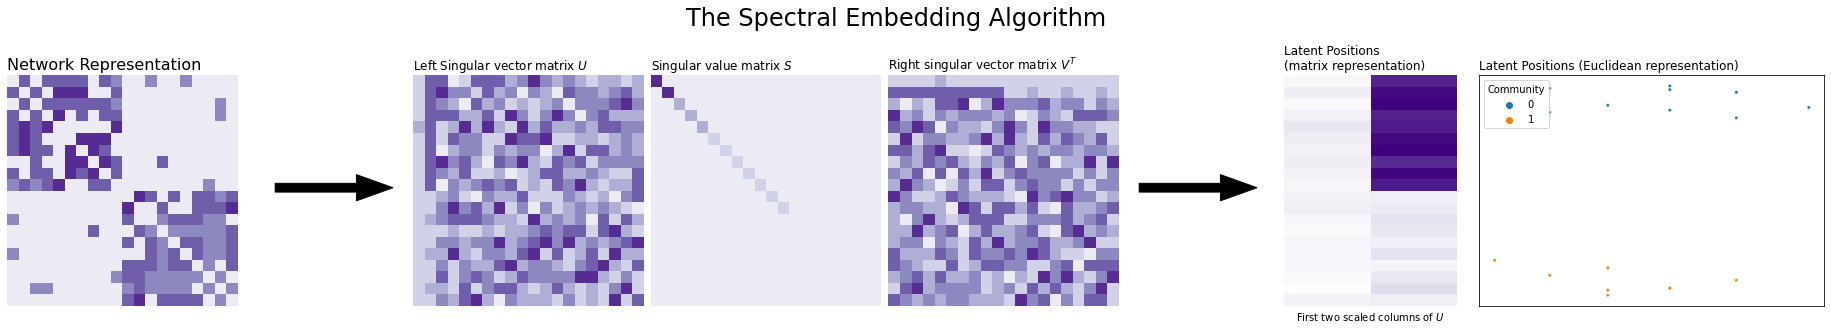 The Spectral Embedding Algorithm
Network Representation
Left Singular vector matrix U
Singular value matrix S
Right singular vector matrix V^T
Latent Positions
(matrix representation)
First two scaled columns of U
Latent Positions (Euclidean representation)
Community
0
1